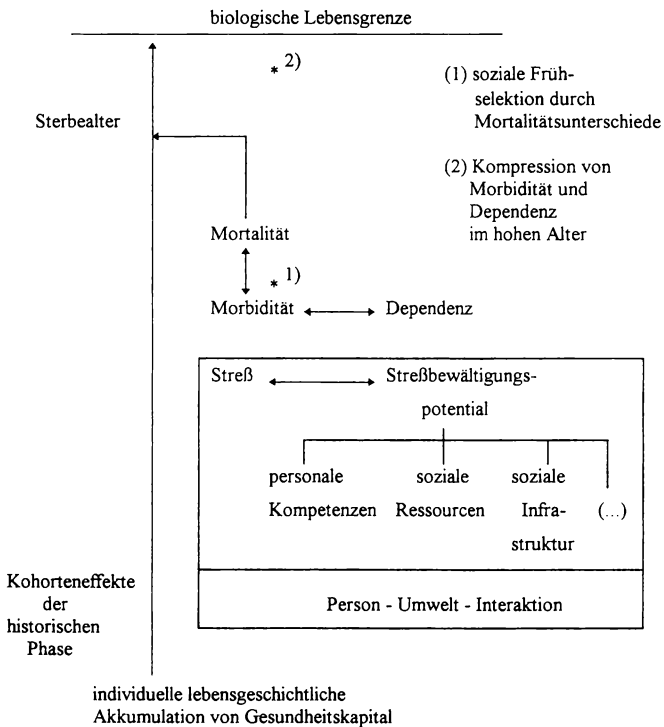 biologische Lebensgrenze
* 2)
(1) soziale Früh-
selektion durch
Mortalitätsunterschiede
Sterbealter
(2) Kompression von
Morbidität und
Dependenz
im hohen Alter
Mortalität
* 1)
Morbidität
Dependenz
Streß
Streßbewältigungs-
potential
personale
Kompetenzen
soziale
Ressourcen
soziale
Infra-
struktur
(...)
Person - Umwelt - Interaktion
Kohorteneffekte
der
historischen
Phase
individuelle lebensgeschichtliche
Akkumulation von Gesundheitskapital